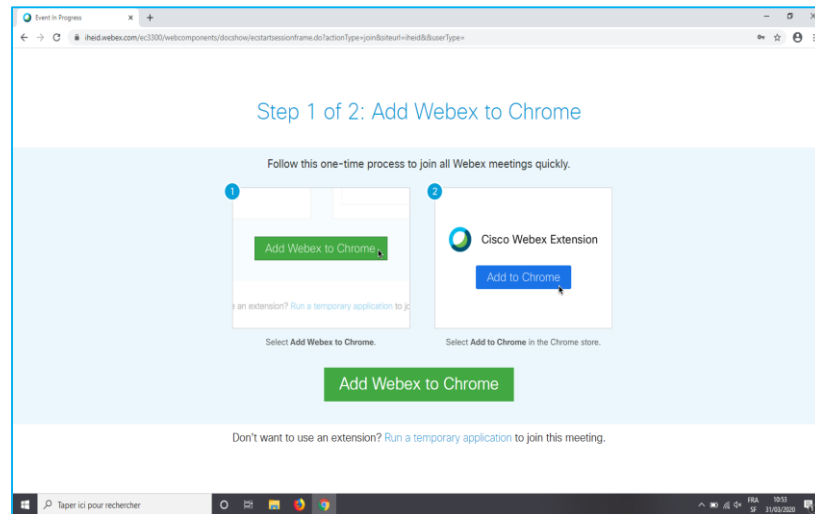 Event In Progress
iheid.webex.com/ec3300/webcomponents/docshow/ecstartsessionframe.do?actionType=join&siteurl=iheid&&userType=
Step 1 of 2: Add Webex to Chrome
Follow this one-time process to join all Webex meetings quickly.
1
Add Webex to Chrome
an extension? Run a temporary application to jo
Select Add Webex to Chrome.
2
Cisco Webex Extension
Add to Chrome
Select Add to Chrome in the Chrome store.
Add Webex to Chrome
Don't want to use an extension? Run a temporary application to join this meeting.
Taper ici pour rechercher
FRA 10:53
SF 31/03/2020